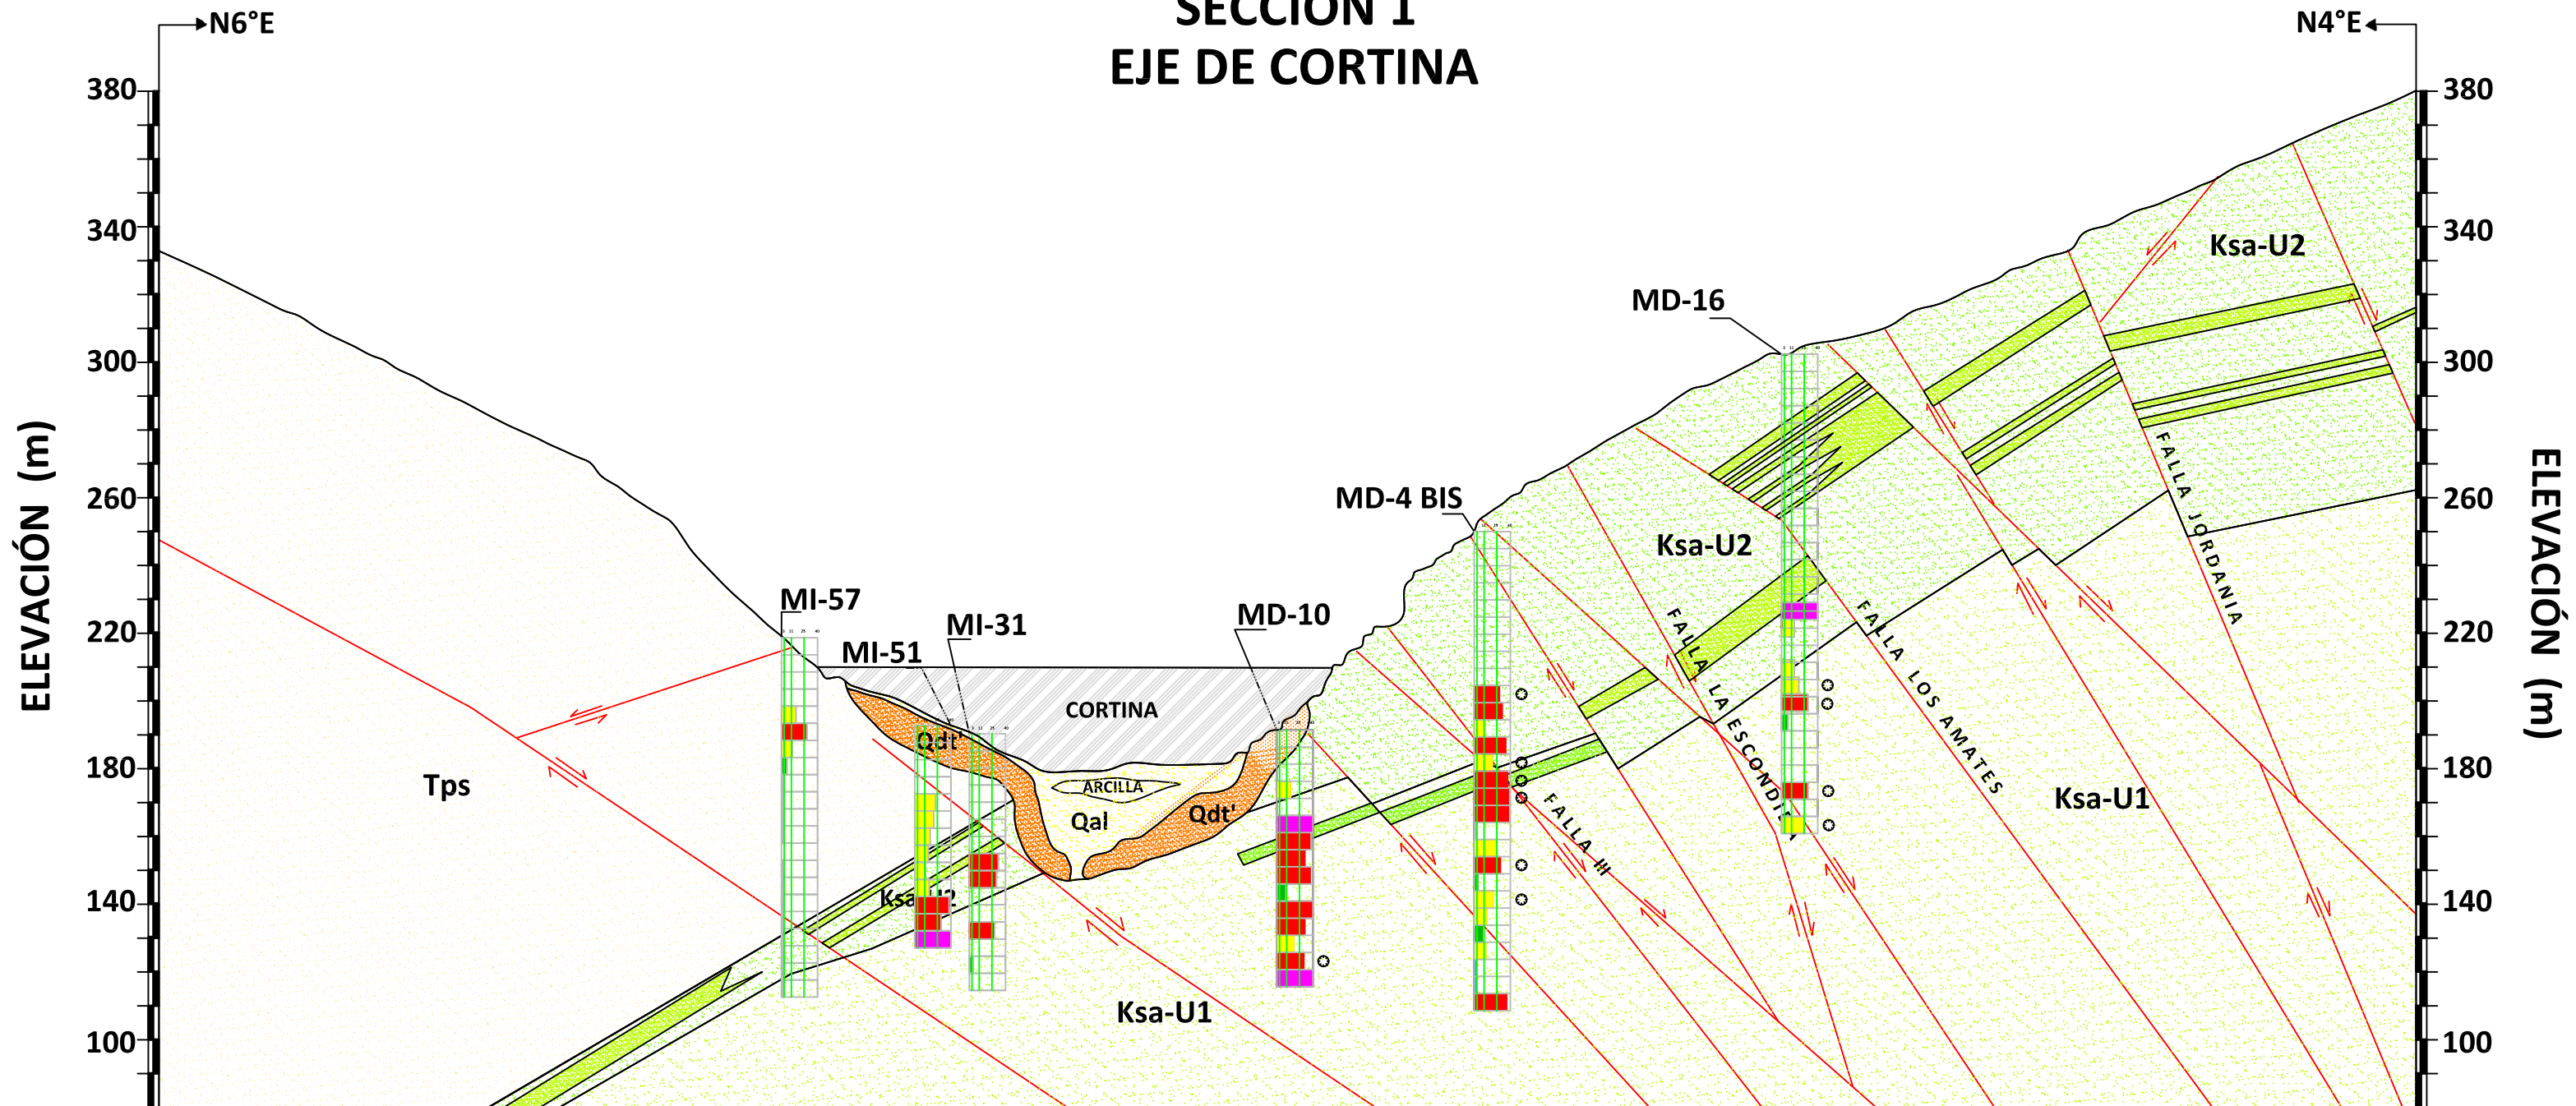 SECCIÓN 1
EJE DE CORTINA
N6°E
N4°E
380
380
340
340
300
300
260
260
220
220
180
180
140
140
100
100
ELEVACIÓN (m)
ELEVACIÓN (m)
Ksa-U2
MD-16
MD-4 BIS
Ksa-U2
MI-57
MI-31
MI-51
MD-10
CORTINA
Qdt'
ARCILLA
Qal
Qdt'
Tps
Ksa-U2
Ksa-U1
Ksa-U1
FALLA III
FALLA LA ESCONDIDA
FALLA LOS AMATES
FALLA JORDANIA